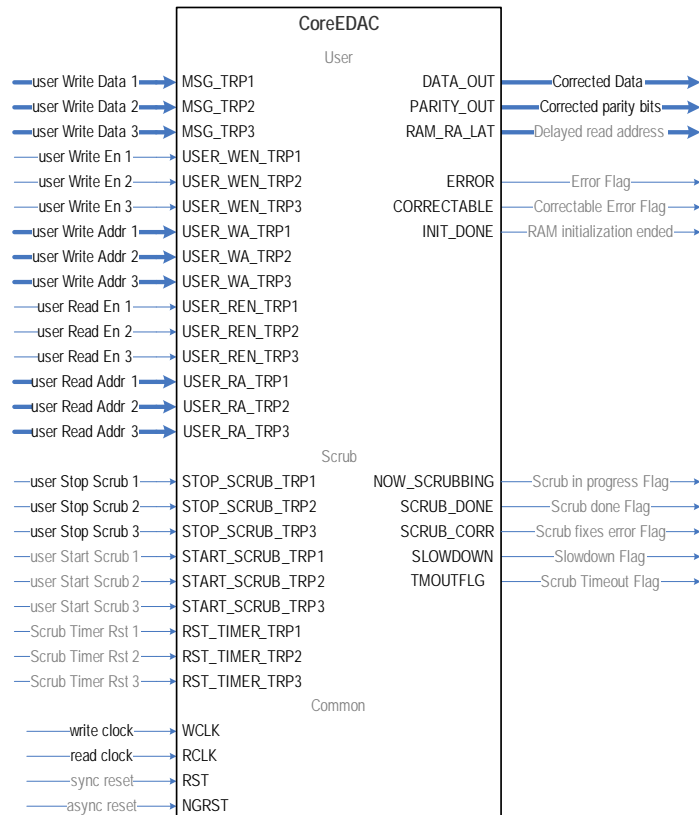 CoreEDAC
User
user Write Data 1 MSG_TRP1 DATA_OUT Corrected Data
user Write Data 2 MSG_TRP2 PARITY_OUT Corrected parity bits
user Write Data 3 MSG_TRP3 RAM_RA_LAT Delayed read address
user Write En 1 USER_WEN_TRP1
user Write En 2 USER_WEN_TRP2 ERROR Error Flag
user Write En 3 USER_WEN_TRP3 CORRECTABLE Correctable Error Flag
user Write Addr 1 USER_WA_TRP1 INIT_DONE RAM initialization ended
user Write Addr 2 USER_WA_TRP2
user Write Addr 3 USER_WA_TRP3
user Read En 1 USER_REN_TRP1
user Read En 2 USER_REN_TRP2
user Read En 3 USER_REN_TRP3
user Read Addr 1 USER_RA_TRP1
user Read Addr 2 USER_RA_TRP2
user Read Addr 3 USER_RA_TRP3
Scrub
user Stop Scrub 1 STOP_SCRUB_TRP1 NOW_SCRUBBING Scrub in progress Flag
user Stop Scrub 2 STOP_SCRUB_TRP2 SCRUB_DONE Scrub done Flag
user Stop Scrub 3 STOP_SCRUB_TRP3 SCRUB_CORR Scrub fixes error Flag
user Start Scrub 1 START_SCRUB_TRP1 SLOWDOWN Slowdown Flag
user Start Scrub 2 START_SCRUB_TRP2 TMOUTFLG Scrub Timeout Flag
user Start Scrub 3 START_SCRUB_TRP3
Scrub Timer Rst 1 RST_TIMER_TRP1
Scrub Timer Rst 2 RST_TIMER_TRP2
Scrub Timer Rst 3 RST_TIMER_TRP3
Common
write clock WCLK
read clock RCLK
sync reset RST
async reset NGRST